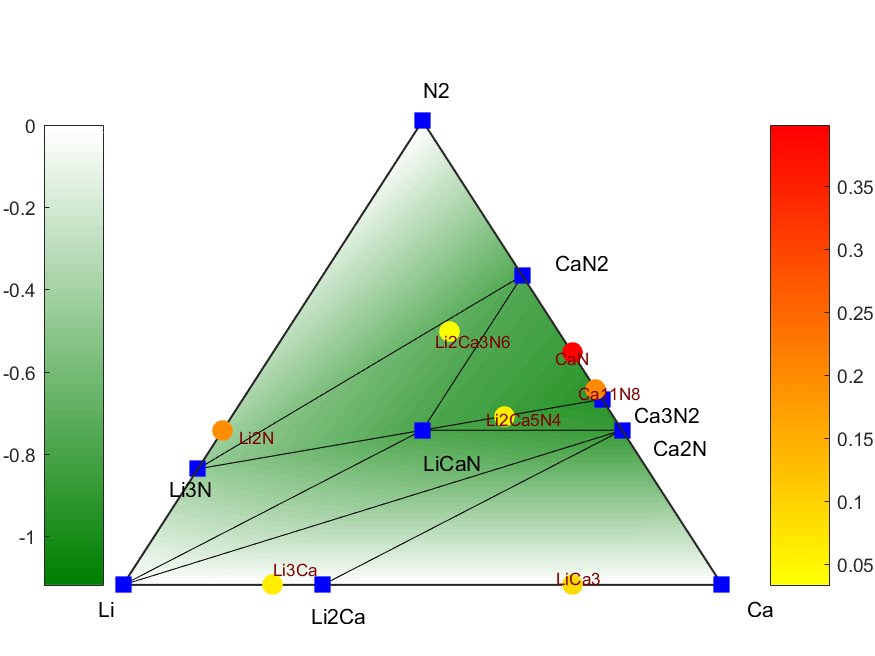 N2
0
-0.2
-0.4
-0.6
-0.8
-1
0.35
0.3
0.25
0.2
0.15
0.1
0.05
CaN2
Li2Ca3N6
CaN
Ca11N8
Li2Ca5N4
Ca3N2
Li2N
Ca2N
LiCaN
Li3N
Li3Ca
LiCa3
Li
Li2Ca
Ca